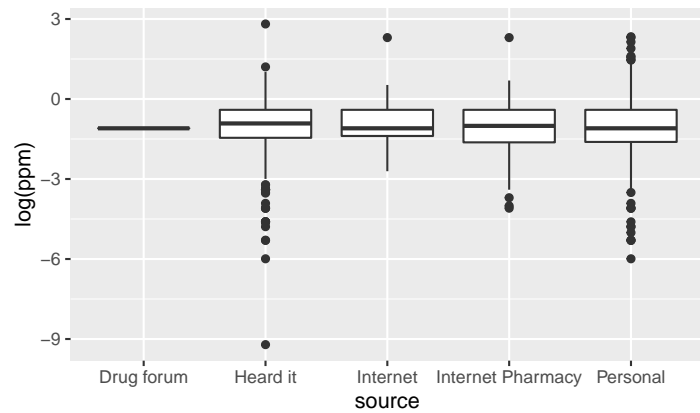 3
0
−3
−6
−9
log(ppm)
Drug forum Heard it Internet Internet Pharmacy Personal
source